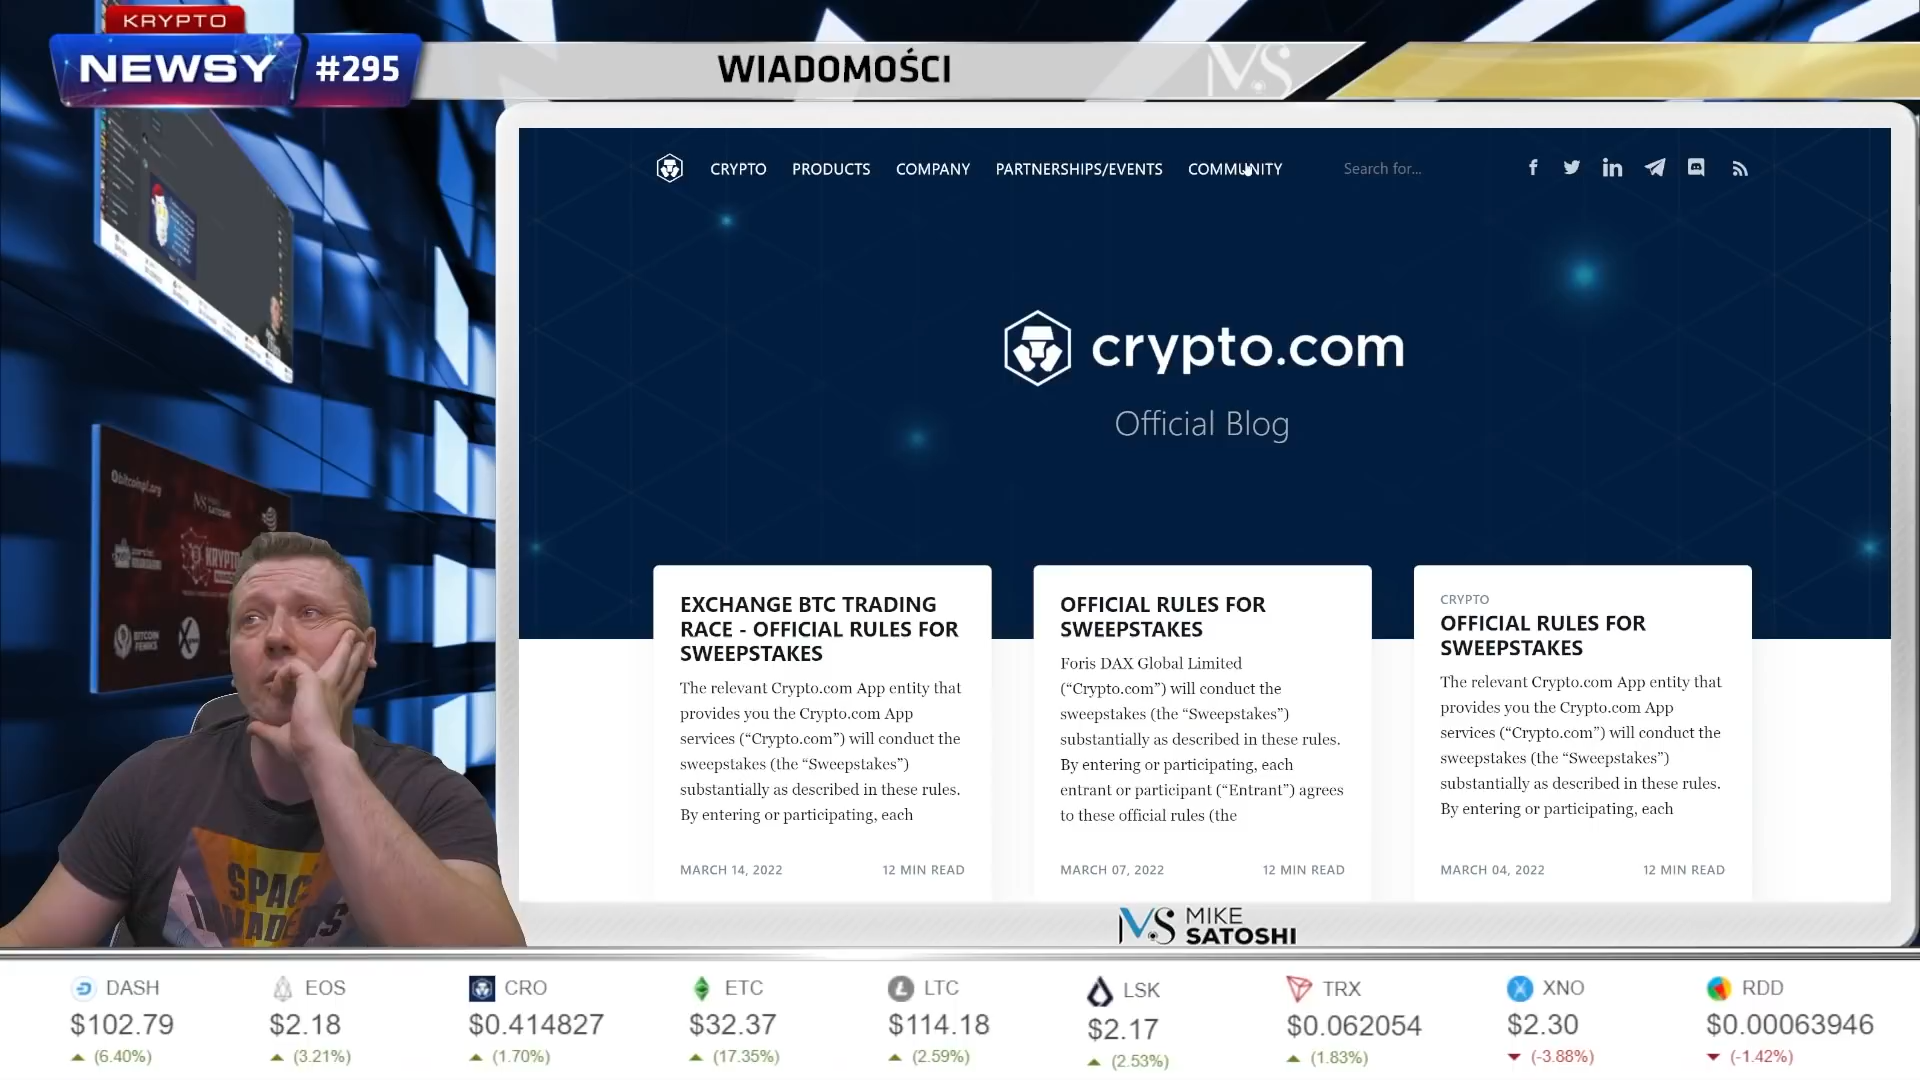 KRYPTO
NEWSY #295
WIADOMOŚCI
MS
CRYPTO PRODUCTS COMPANY PARTNERSHIPS/EVENTS COMMUNITY Search for...
crypto.com
Official Blog
EXCHANGE BTC TRADING
RACE - OFFICIAL RULES FOR
SWEEPSTAKES
The relevant Crypto.com App entity that
provides you the Crypto.com App
services (“Crypto.com”) will conduct the
sweepstakes (the “Sweepstakes”)
substantially as described in these rules.
By entering or participating, each
MARCH 14, 2022 12 MIN READ
OFFICIAL RULES FOR
SWEEPSTAKES
Foris DAX Global Limited
(“Crypto.com”) will conduct the
sweepstakes (the “Sweepstakes”)
substantially as described in these rules.
By entering or participating, each
entrant or participant (“Entrant”) agrees
to these official rules (the
MARCH 07, 2022 12 MIN READ
CRYPTO
OFFICIAL RULES FOR
SWEEPSTAKES
The relevant Crypto.com App entity that
provides you the Crypto.com App
services (“Crypto.com”) will conduct the
sweepstakes (the “Sweepstakes”)
substantially as described in these rules.
By entering or participating, each
MARCH 04, 2022 12 MIN READ
bitcoinpl.org
MS
SATOSHI
KRYPTO
BITCOIN
SPAC
INVADERS
MS MIKE
SATOSHI
DASH EOS CRO ETC LTC LSK TRX XNO RDD
$102.79 $2.18 $0.414827 $32.37 $114.18 $2.17 $0.062054 $2.30 $0.00063946
(6.40%) (3.21%) (1.70%) (17.35%) (2.59%) (2.53%) (1.83%) (-3.88%) (-1.42%)